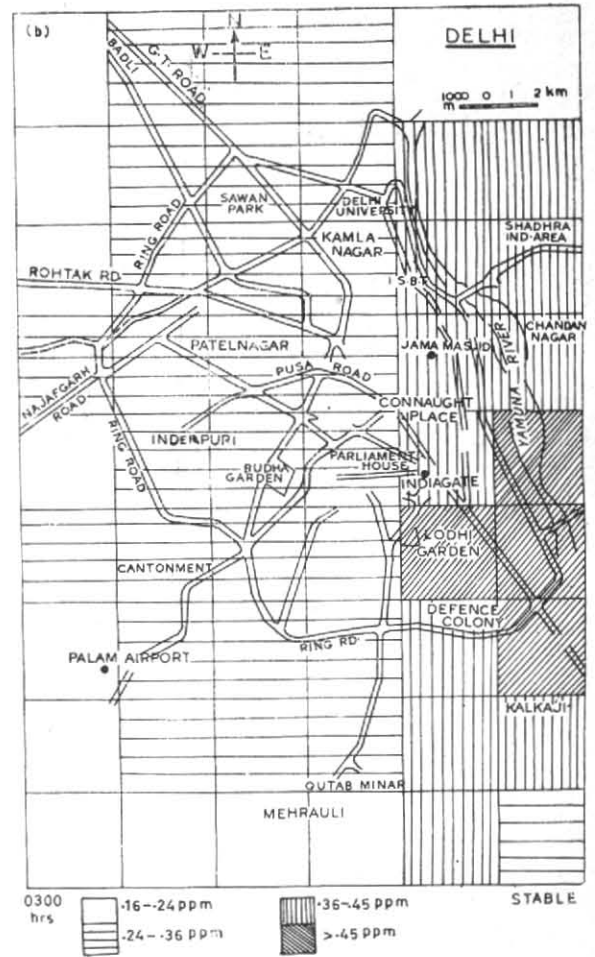 (b)
N
W E
DELHI
1000 0 1 2 km
m
BADLI
G.T. ROAD
SAWAN
PARK
DELHI
UNIVERSITY
RING ROAD
KAMLA
NAGAR
SHADHRA
IND-AREA
ROHTAK RD
ISBT
PATELNAGAR
JAMA MASJID
CHANDAN
NAGAR
YAMUNA RIVER
PUSA ROAD
NAJAFGARH
ROAD
CONNAUGHT
PLACE
RING ROAD
INDERPURI
BUDHA
GARDEN
PARLIAMENT
HOUSE
INDIAGATE
LODHI
GARDEN
CANTONMENT
DEFENCE
COLONY
RING RD.
PALAM AIRPORT
KALKAJI
QUTAB MINAR
MEHRAULI
0300
hrs
·16-·24 ppm
·24-·36 ppm
·36-·45 ppm
>·45 ppm
STABLE